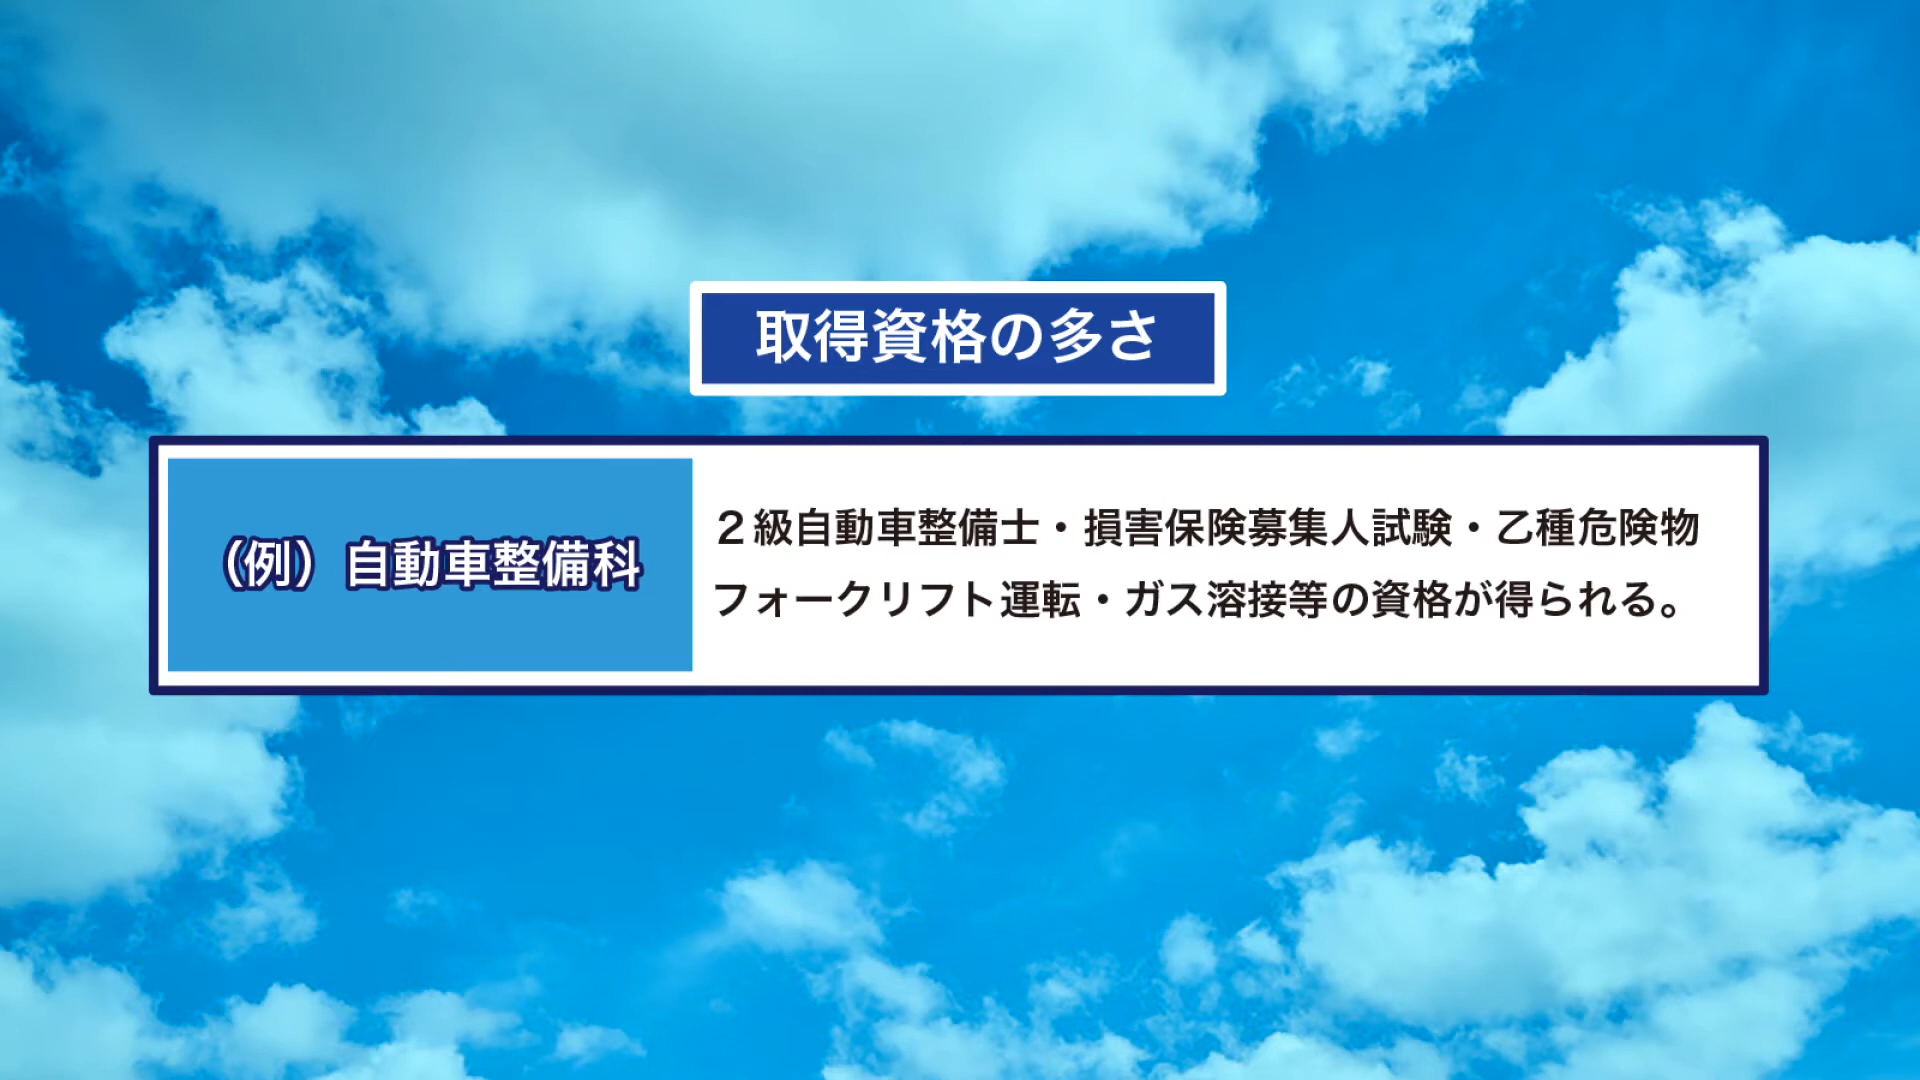 取得資格の多さ
（例）自動車整備科
２級自動車整備士・損害保険募集人試験・乙種危険物
フォークリフト運転・ガス溶接等の資格が得られる。